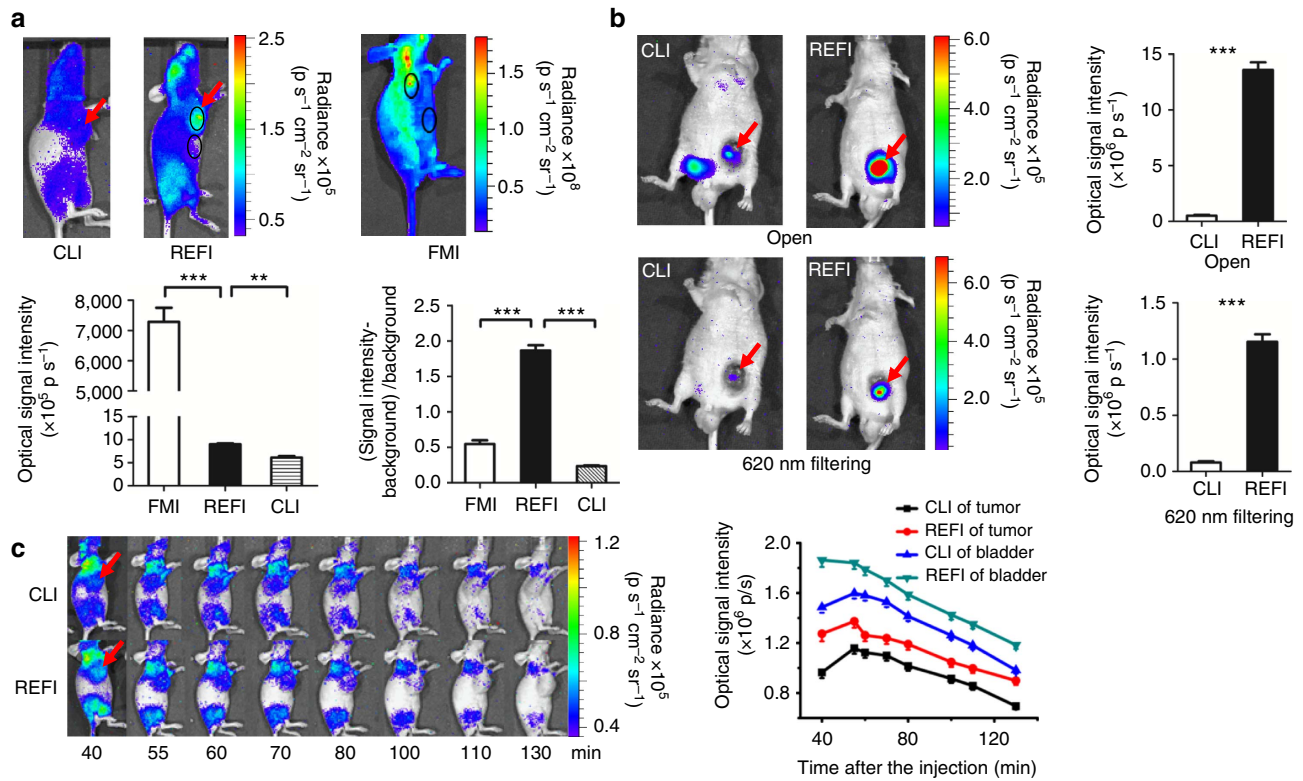 a
2.5
2.0
1.5
1.0
0.5
Radiance ×10⁵
(p s⁻¹ cm⁻² sr⁻¹)
CLI
REFI
1.5
1.0
0.5
Radiance ×10⁸
(p s⁻¹ cm⁻² sr⁻¹)
FMI
8,000
7,000
6,000
5,000
15
10
5
0
Optical signal intensity
(×10⁵ p s⁻¹)
***
**
FMI
REFI
CLI
2.5
2.0
1.5
1.0
0.5
0.0
(Signal intensity-
background) /background
***
***
FMI
REFI
CLI
b
CLI
REFI
6.0
4.0
2.0
Radiance ×10⁵
(p s⁻¹ cm⁻² sr⁻¹)
Open
15
10
5
0
Optical signal intensity
(×10⁶ p s⁻¹)
***
CLI
REFI
Open
CLI
REFI
6.0
4.0
2.0
Radiance ×10⁵
(p s⁻¹ cm⁻² sr⁻¹)
620 nm filtering
1.5
1.0
0.5
0.0
Optical signal intensity
(×10⁶ p s⁻¹)
***
CLI
REFI
620 nm filtering
c
CLI
REFI
1.2
0.8
0.4
Radiance ×10⁵
(p s⁻¹ cm⁻² sr⁻¹)
40 55 60 70 80 100 110 130 min
CLI of tumor
REFI of tumor
CLI of bladder
REFI of bladder
2.0
1.6
1.2
0.8
Optical signal intensity
(×10⁶ p/s)
40 80 120
Time after the injection (min)